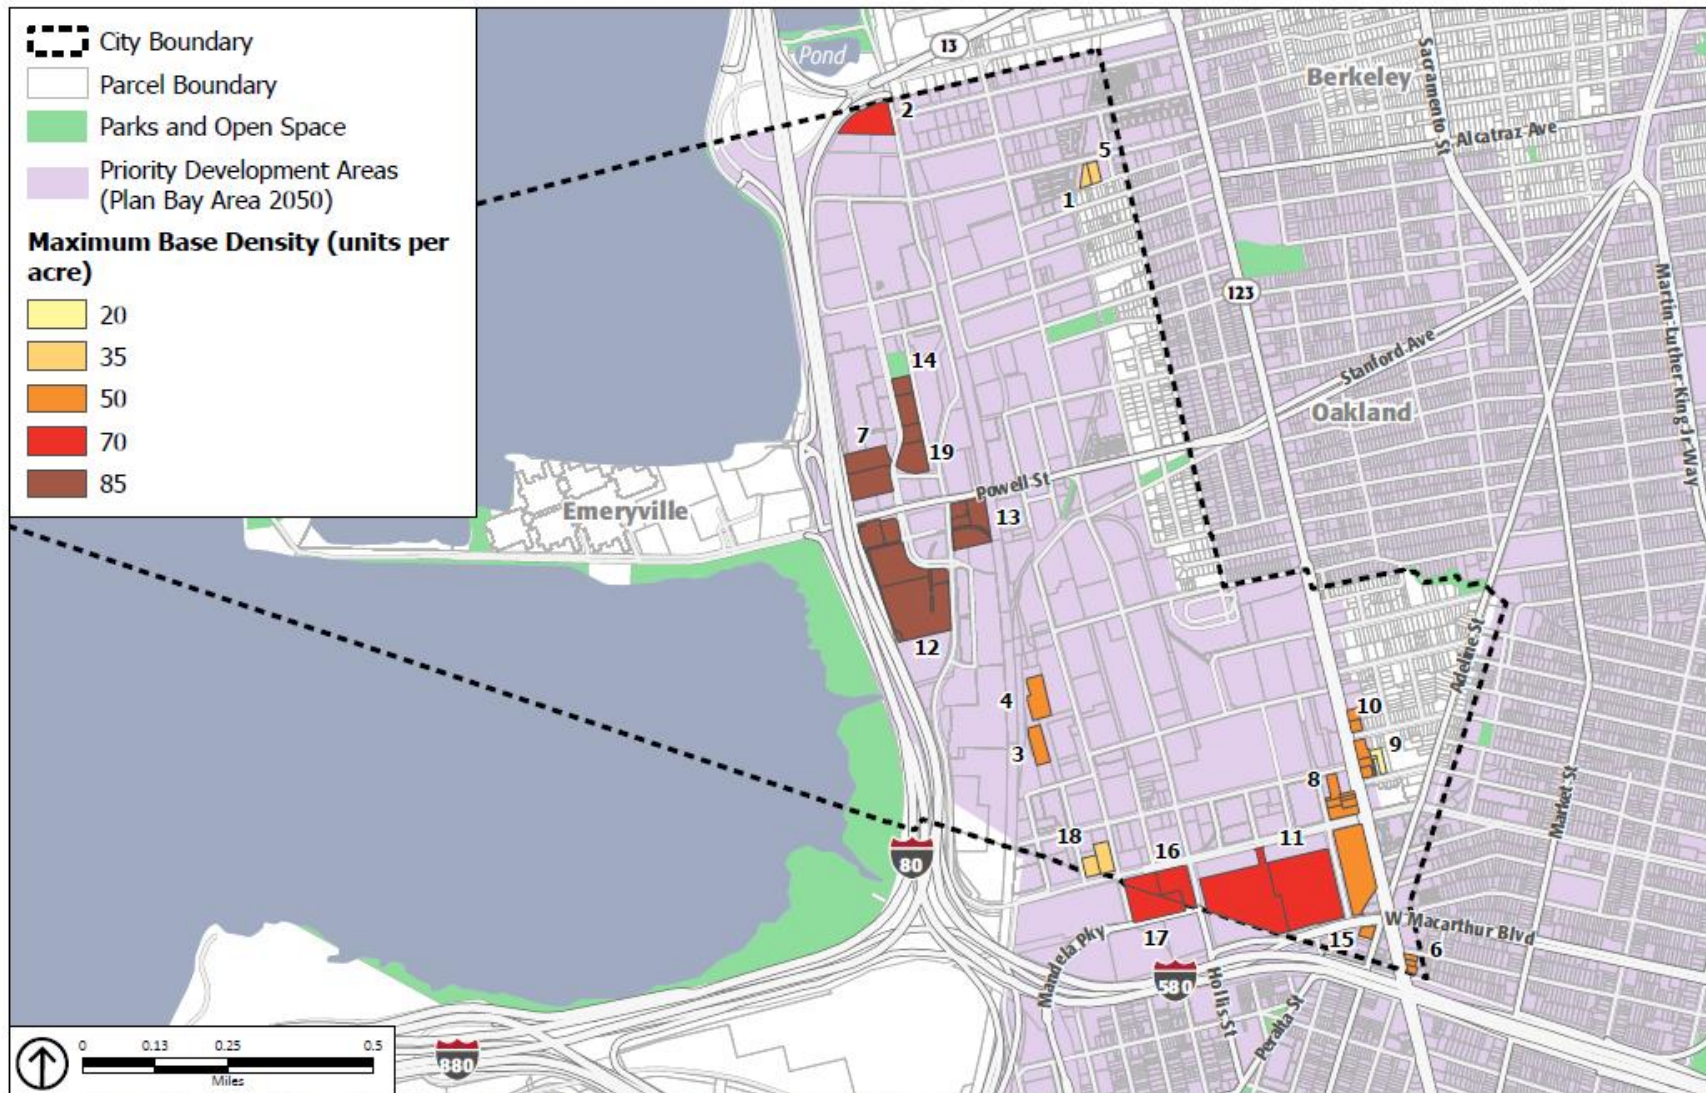 City Boundary
Parcel Boundary
Parks and Open Space
Priority Development Areas
(Plan Bay Area 2050)
Maximum Base Density (units per
acre)
20
35
50
70
85
Pond
13
Berkeley
Sacramento St
Alcatraz Ave
2
5
1
123
Martin Luther King Jr Way
Stanford Ave
Oakland
14
7
19
Powell St
13
Emeryville
12
Adeline St
4
10
3
9
8
Market St
18
16
11
80
W Macarthur Blvd
17
15
6
Mandela Pky
580
Hollis St
Peralta St
880
0 0.13 0.25 0.5
Miles